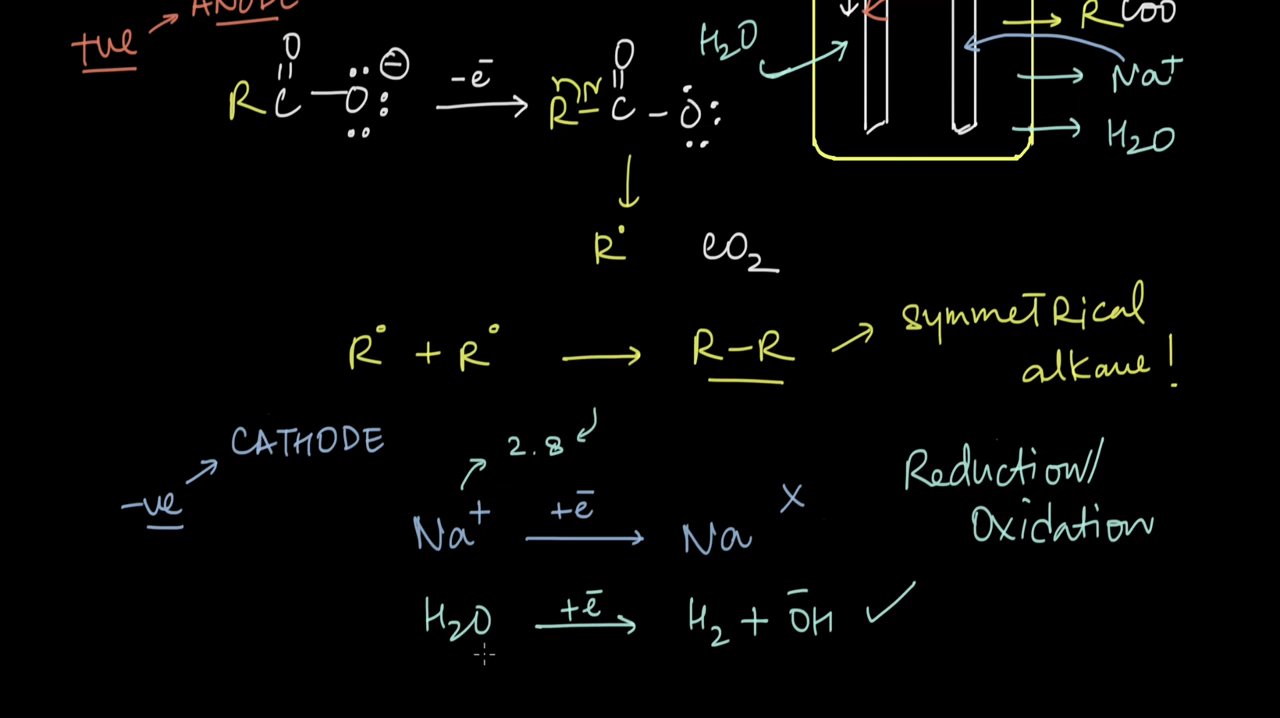 +ve → ANODE
R–C(=O)–O⊖ –e⁻ → R–C(=O)–O•
↓
R• CO₂
H₂O
RCOO
Na⁺
H₂O
R• + R• → R–R → symmetrical
alkane!
-ve → CATHODE
2.8
Na⁺ +e⁻ → Na ×
H₂O +e⁻ → H₂ + ⁻OH ✓
Reduction/
Oxidation